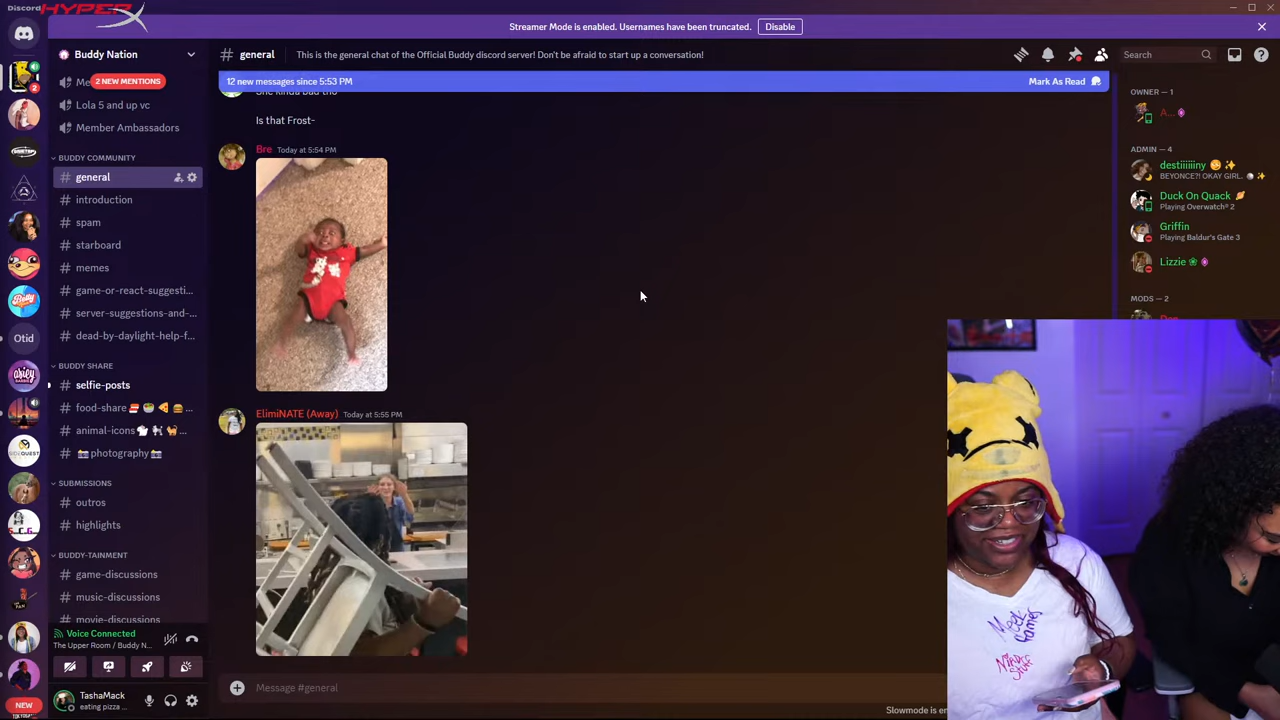 Discord
HYPERX
Streamer Mode is enabled. Usernames have been truncated.
Disable
Buddy Nation
2 NEW MENTIONS
Lola 5 and up vc
Member Ambassadors
BUDDY COMMUNITY
general
introduction
spam
starboard
memes
game-or-react-suggesti...
server-suggestions-and-...
dead-by-daylight-help-f...
BUDDY SHARE
selfie-posts
food-share
animal-icons
photography
SUBMISSIONS
outros
highlights
BUDDY-TAINMENT
game-discussions
music-discussions
movie-discussions
Voice Connected
The Upper Room / Buddy N...
TashaMack
eating pizza ...
Otid
NEW
# general
This is the general chat of the Official Buddy discord server! Don't be afraid to start up a conversation!
Search
12 new messages since 5:53 PM
Mark As Read
She kinda bad tho
Is that Frost-
Bre Today at 5:54 PM
ElimiNATE (Away) Today at 5:55 PM
Message #general
Slowmode is en
OWNER — 1
A...
ADMIN — 4
destiiiiiny
BEYONCE?! OKAY GIRL.
Duck On Quack
Playing Overwatch® 2
Griffin
Playing Baldur's Gate 3
Lizzie
MODS — 2